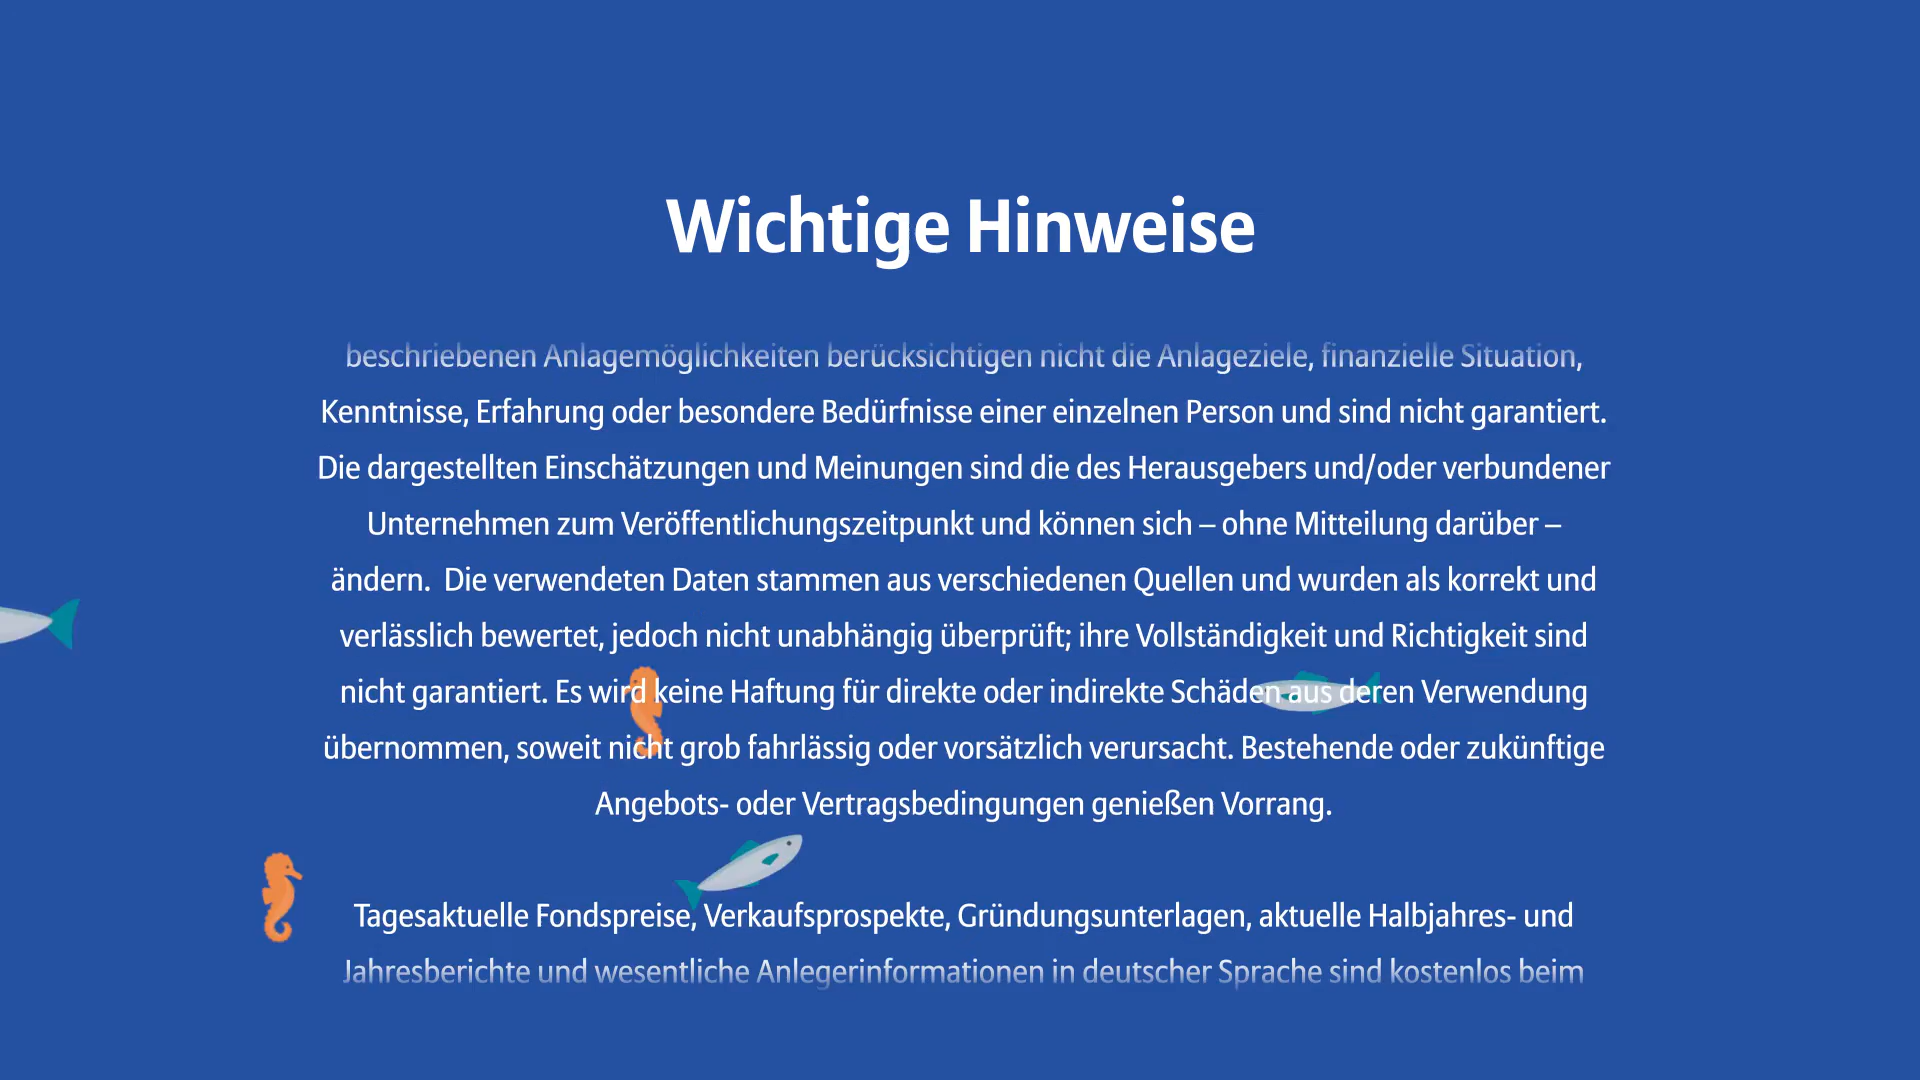 Wichtige Hinweise
beschriebenen Anlagemöglichkeiten berücksichtigen nicht die Anlageziele, finanzielle Situation,
Kenntnisse, Erfahrung oder besondere Bedürfnisse einer einzelnen Person und sind nicht garantiert.
Die dargestellten Einschätzungen und Meinungen sind die des Herausgebers und/oder verbundener
Unternehmen zum Veröffentlichungszeitpunkt und können sich – ohne Mitteilung darüber –
ändern.  Die verwendeten Daten stammen aus verschiedenen Quellen und wurden als korrekt und
verlässlich bewertet, jedoch nicht unabhängig überprüft; ihre Vollständigkeit und Richtigkeit sind
nicht garantiert. Es wird keine Haftung für direkte oder indirekte Schäden aus deren Verwendung
übernommen, soweit nicht grob fahrlässig oder vorsätzlich verursacht. Bestehende oder zukünftige
Angebots- oder Vertragsbedingungen genießen Vorrang.
Tagesaktuelle Fondspreise, Verkaufsprospekte, Gründungsunterlagen, aktuelle Halbjahres- und
Jahresberichte und wesentliche Anlegerinformationen in deutscher Sprache sind kostenlos beim